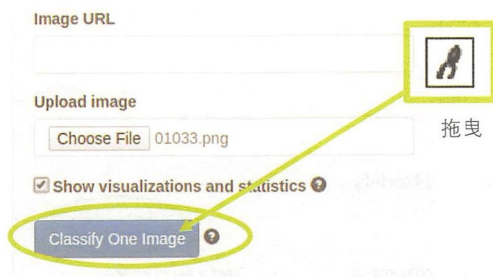 Image URL
Upload image
Choose File 01033.png
拖曳
Show visualizations and statistics
Classify One Image